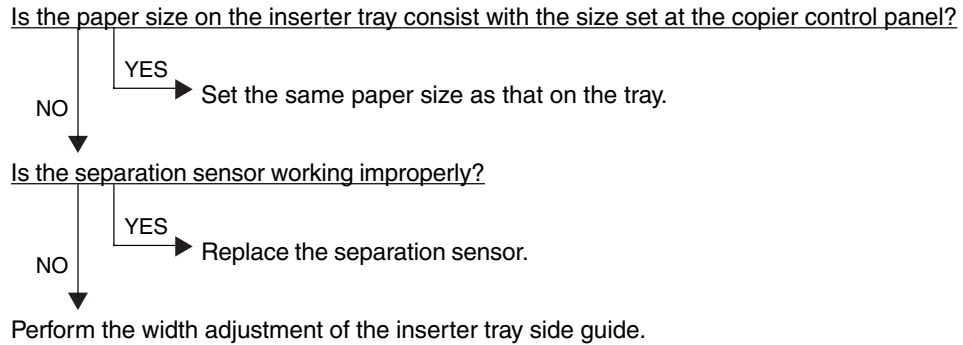 Is the paper size on the inserter tray consist with the size set at the copier control panel?
YES
Set the same paper size as that on the tray.
NO
Is the separation sensor working improperly?
YES
Replace the separation sensor.
NO
Perform the width adjustment of the inserter tray side guide.